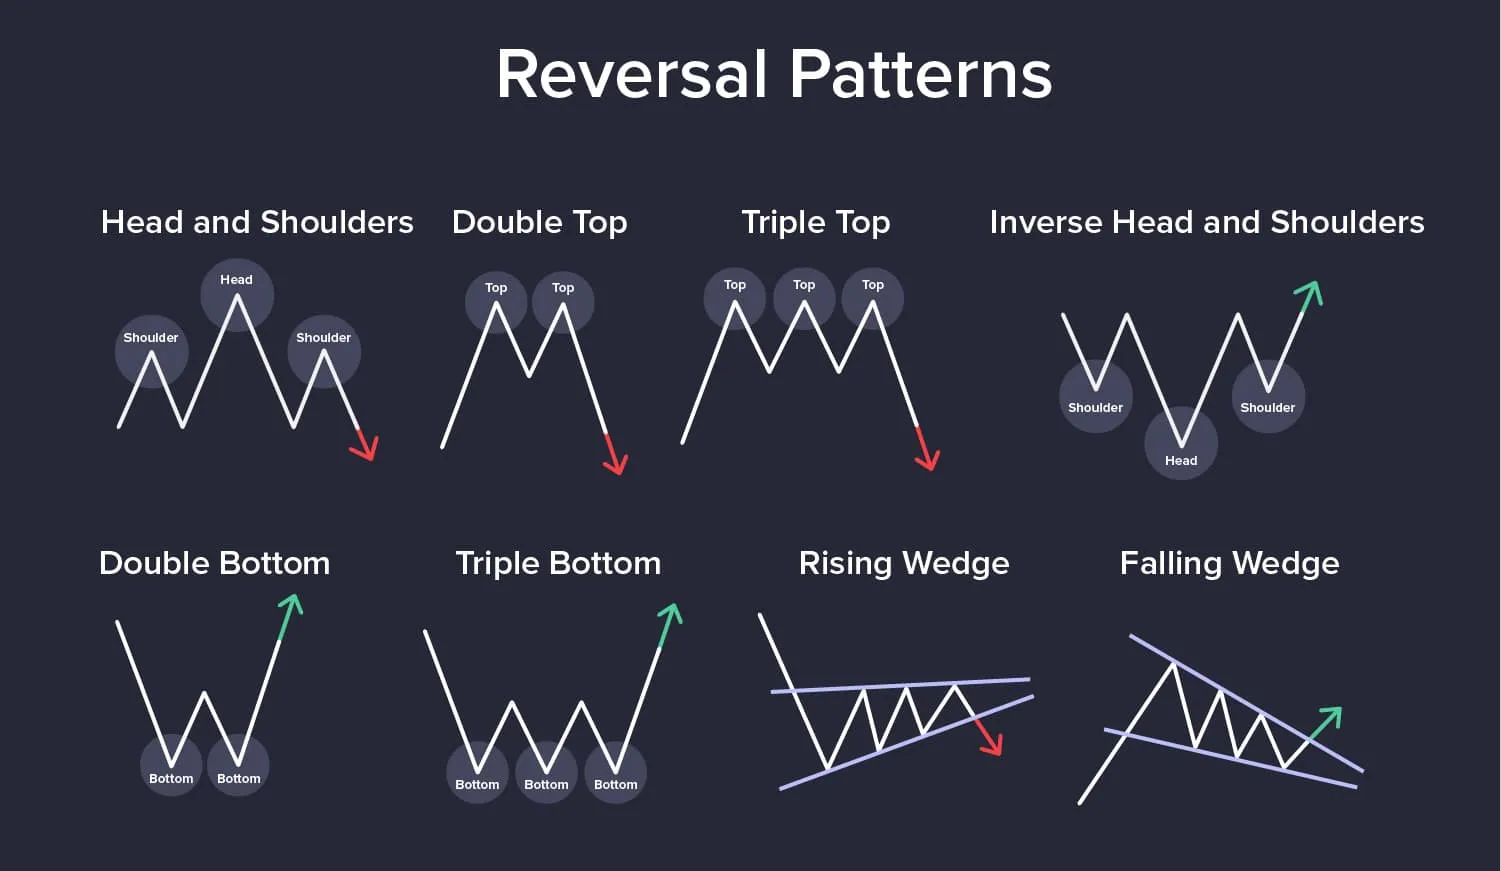 Reversal Patterns
Head and Shoulders
Double Top
Triple Top
Inverse Head and Shoulders
Head
Shoulder
Shoulder
Top
Top
Top
Top
Top
Shoulder
Shoulder
Head
Double Bottom
Triple Bottom
Rising Wedge
Falling Wedge
Bottom
Bottom
Bottom
Bottom
Bottom